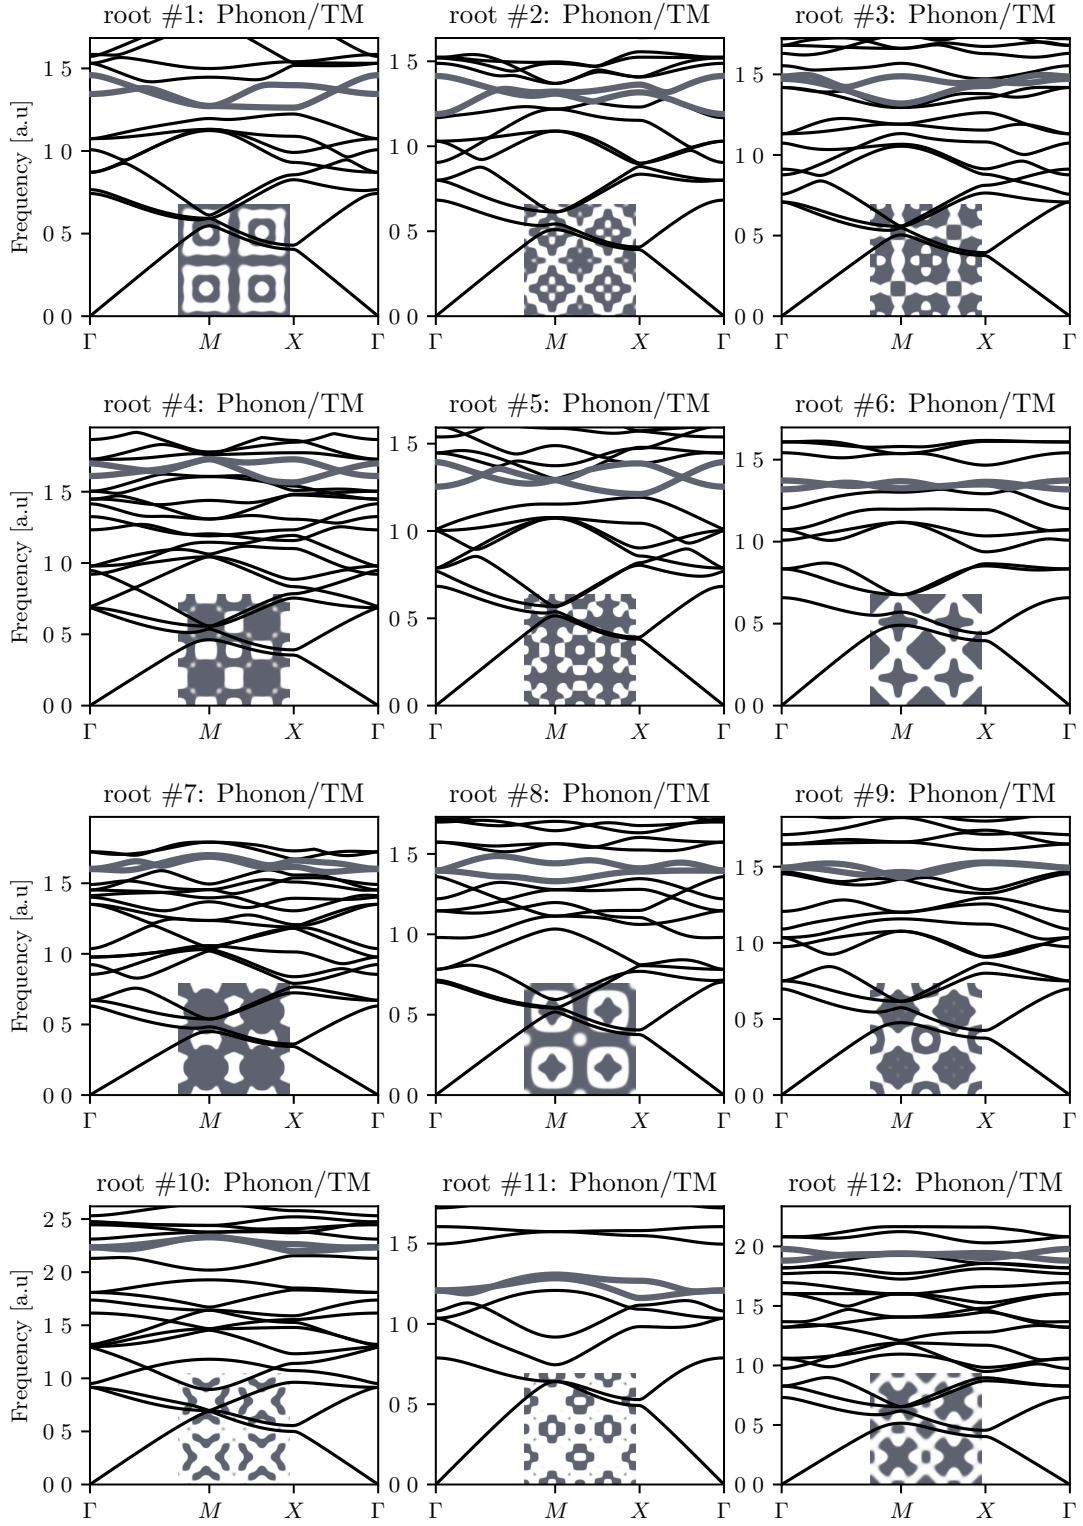 root #1: Phonon/TM
Frequency [a.u]
1 5
1 0
0 5
0 0
Γ M X Γ
root #2: Phonon/TM
1 5
1 0
0 5
0 0
Γ M X Γ
root #3: Phonon/TM
1 5
1 0
0 5
0 0
Γ M X Γ
root #4: Phonon/TM
Frequency [a.u]
1 5
1 0
0 5
0 0
Γ M X Γ
root #5: Phonon/TM
1 5
1 0
0 5
0 0
Γ M X Γ
root #6: Phonon/TM
1 5
1 0
0 5
0 0
Γ M X Γ
root #7: Phonon/TM
Frequency [a.u]
1 5
1 0
0 5
0 0
Γ M X Γ
root #8: Phonon/TM
1 5
1 0
0 5
0 0
Γ M X Γ
root #9: Phonon/TM
1 5
1 0
0 5
0 0
Γ M X Γ
root #10: Phonon/TM
Frequency [a.u]
2 5
2 0
1 5
1 0
0 5
0 0
Γ M X Γ
root #11: Phonon/TM
1 5
1 0
0 5
0 0
Γ M X Γ
root #12: Phonon/TM
2 0
1 5
1 0
0 5
0 0
Γ M X Γ